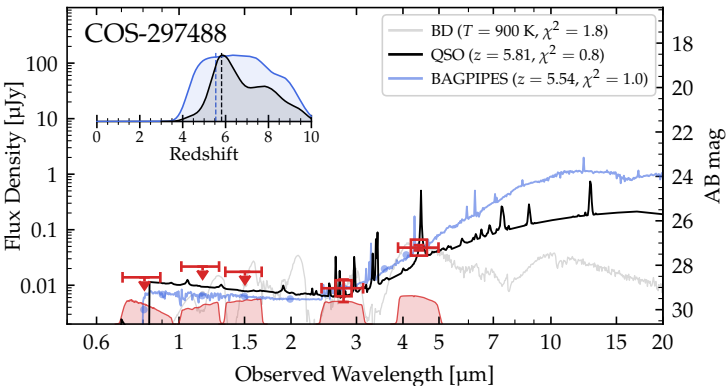 COS-297488
BD (T = 900 K, χ² = 1.8)
QSO (z = 5.81, χ² = 0.8)
BAGPIPES (z = 5.54, χ² = 1.0)
0 2 4 6 8 10
Redshift
100
10
1
0.1
0.01
Flux Density [μJy]
18
20
22
24
26
28
30
AB mag
0.6 1 1.5 2 3 4 5 7 10 15 20
Observed Wavelength [μm]